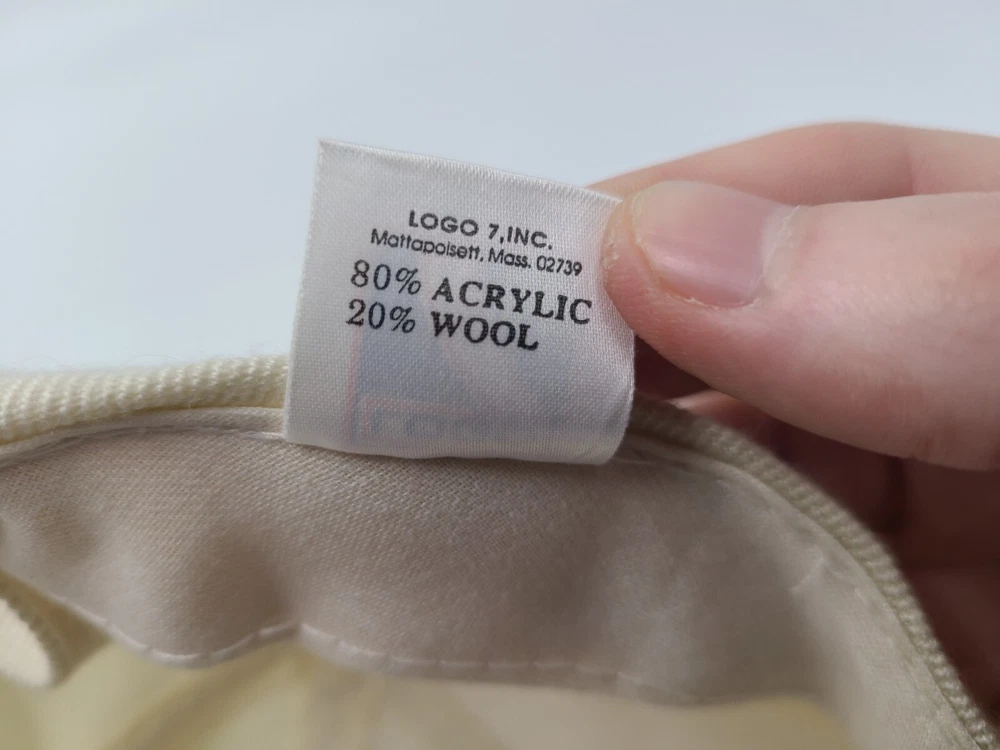 LOGO 7, INC.
Mattapoisett, Mass. 02739
80% ACRYLIC
20% WOOL